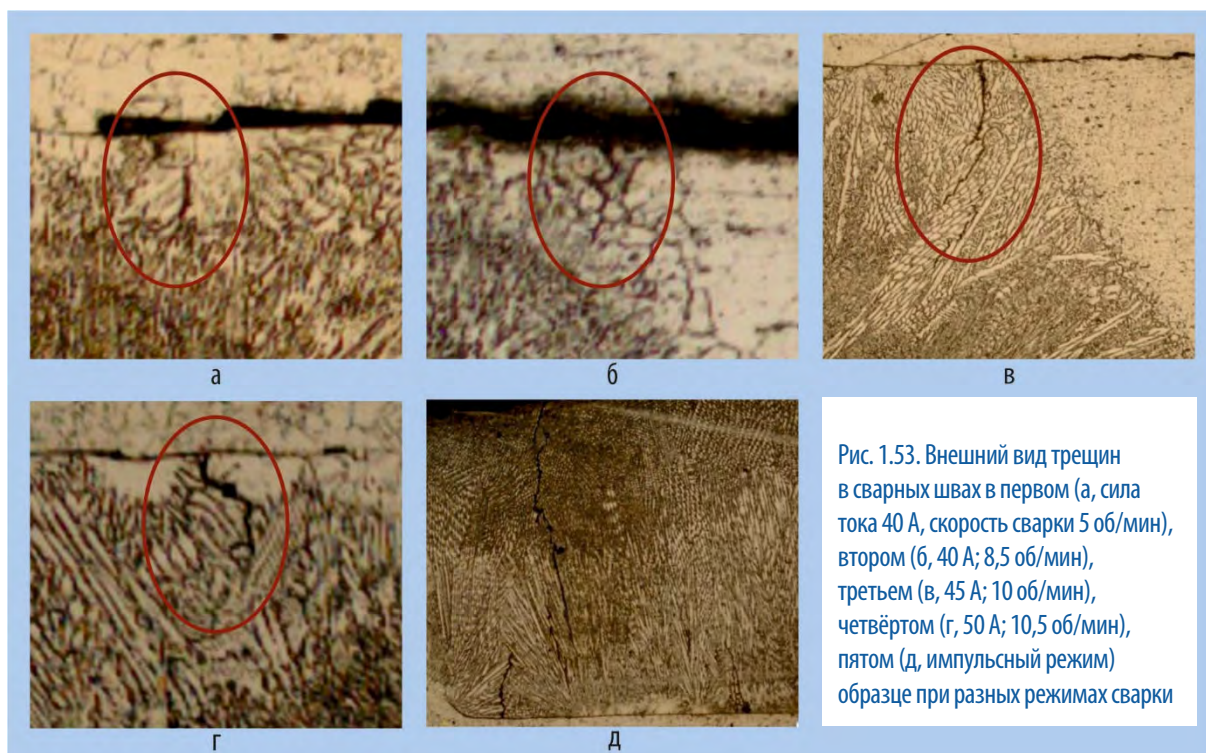 а
б
в
г
д
Рис. 1.53. Внешний вид трещин
в сварных швах в первом (а, сила
тока 40 А, скорость сварки 5 об/мин),
втором (б, 40 А; 8,5 об/мин),
третьем (в, 45 А; 10 об/мин),
четвёртом (г, 50 А; 10,5 об/мин),
пятом (д, импульсный режим)
образце при разных режимах сварки